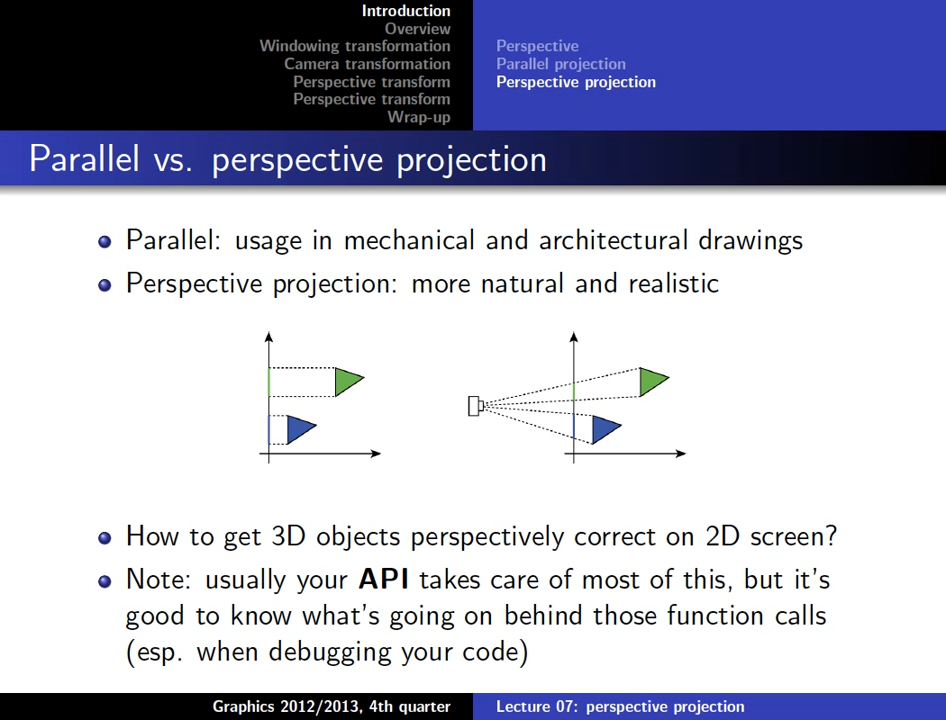 Introduction
Overview
Windowing transformation
Camera transformation
Perspective transform
Perspective transform
Wrap-up
Perspective
Parallel projection
Perspective projection
Parallel vs. perspective projection
Parallel: usage in mechanical and architectural drawings
Perspective projection: more natural and realistic
How to get 3D objects perspectively correct on 2D screen?
Note: usually your API takes care of most of this, but it's
good to know what's going on behind those function calls
(esp. when debugging your code)
Graphics 2012/2013, 4th quarter
Lecture 07: perspective projection